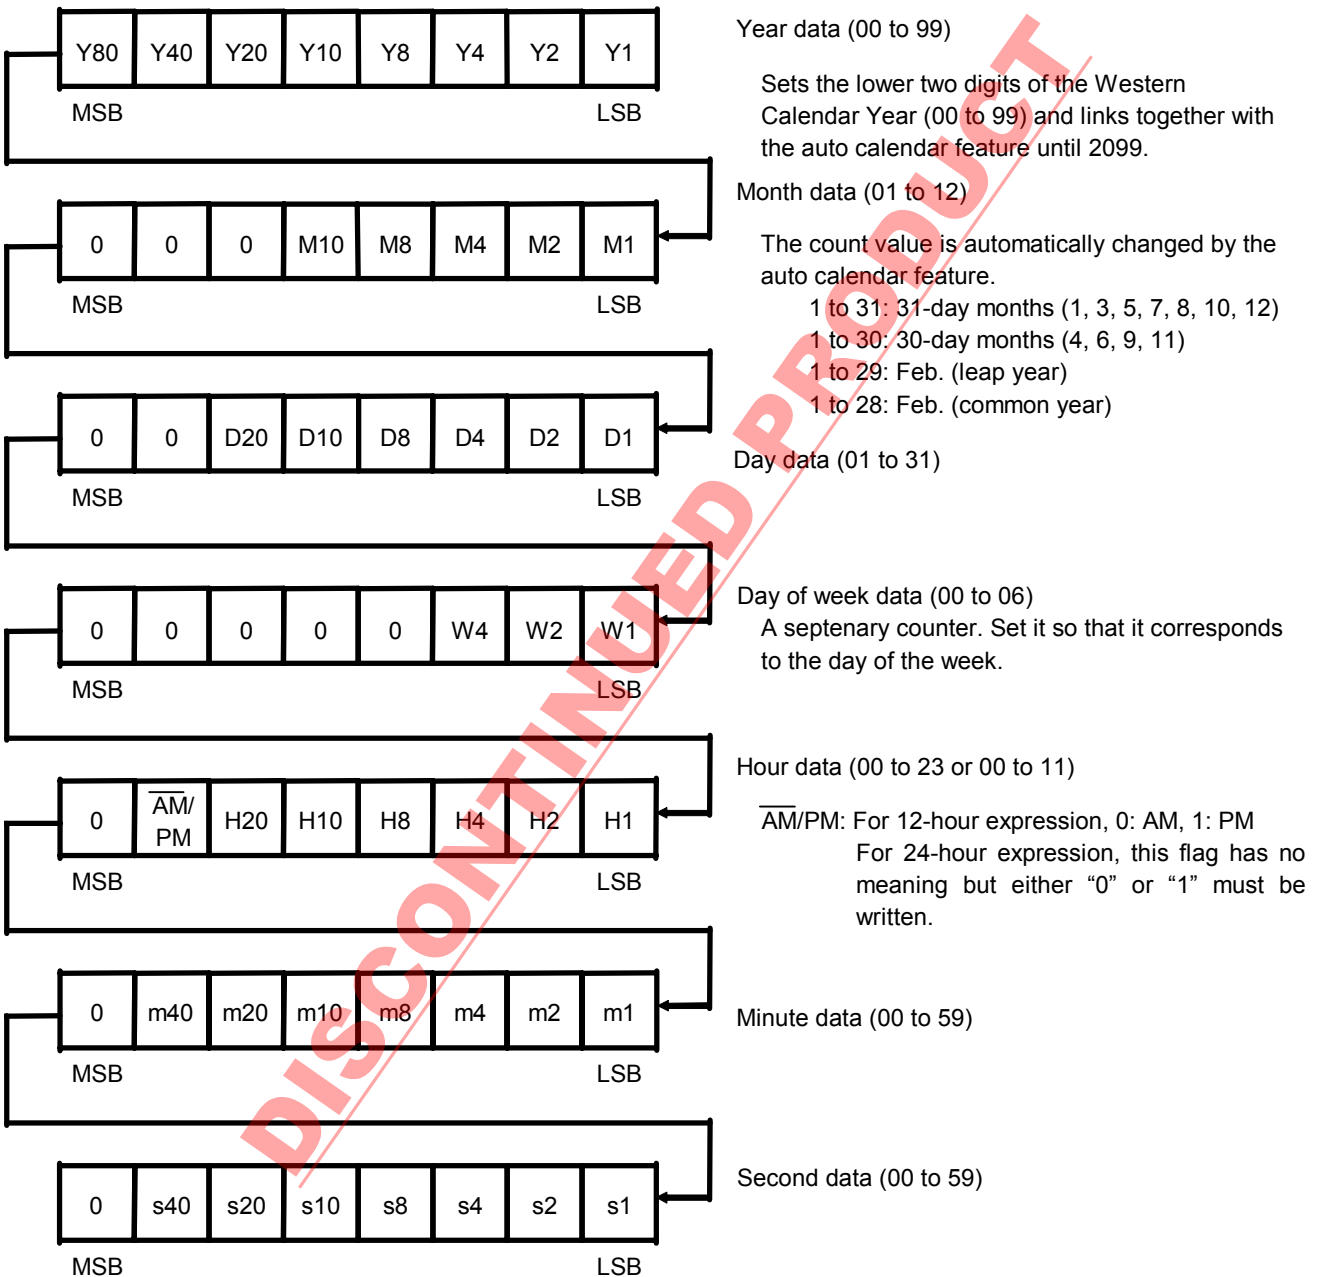 Y80 Y40 Y20 Y10 Y8 Y4 Y2 Y1
MSB LSB
Year data (00 to 99)
Sets the lower two digits of the Western
Calendar Year (00 to 99) and links together with
the auto calendar feature until 2099.
0 0 0 M10 M8 M4 M2 M1
MSB LSB
Month data (01 to 12)
The count value is automatically changed by the
auto calendar feature.
1 to 31: 31-day months (1, 3, 5, 7, 8, 10, 12)
1 to 30: 30-day months (4, 6, 9, 11)
1 to 29: Feb. (leap year)
1 to 28: Feb. (common year)
0 0 D20 D10 D8 D4 D2 D1
MSB LSB
Day data (01 to 31)
0 0 0 0 0 W4 W2 W1
MSB LSB
Day of week data (00 to 06)
A septenary counter. Set it so that it corresponds
to the day of the week.
0 A̅M̅/PM H20 H10 H8 H4 H2 H1
MSB LSB
Hour data (00 to 23 or 00 to 11)
A̅M̅/PM: For 12-hour expression, 0: AM, 1: PM
For 24-hour expression, this flag has no
meaning but either “0” or “1” must be
written.
0 m40 m20 m10 m8 m4 m2 m1
MSB LSB
Minute data (00 to 59)
0 s40 s20 s10 s8 s4 s2 s1
MSB LSB
Second data (00 to 59)
DISCONTINUED PRODUCT